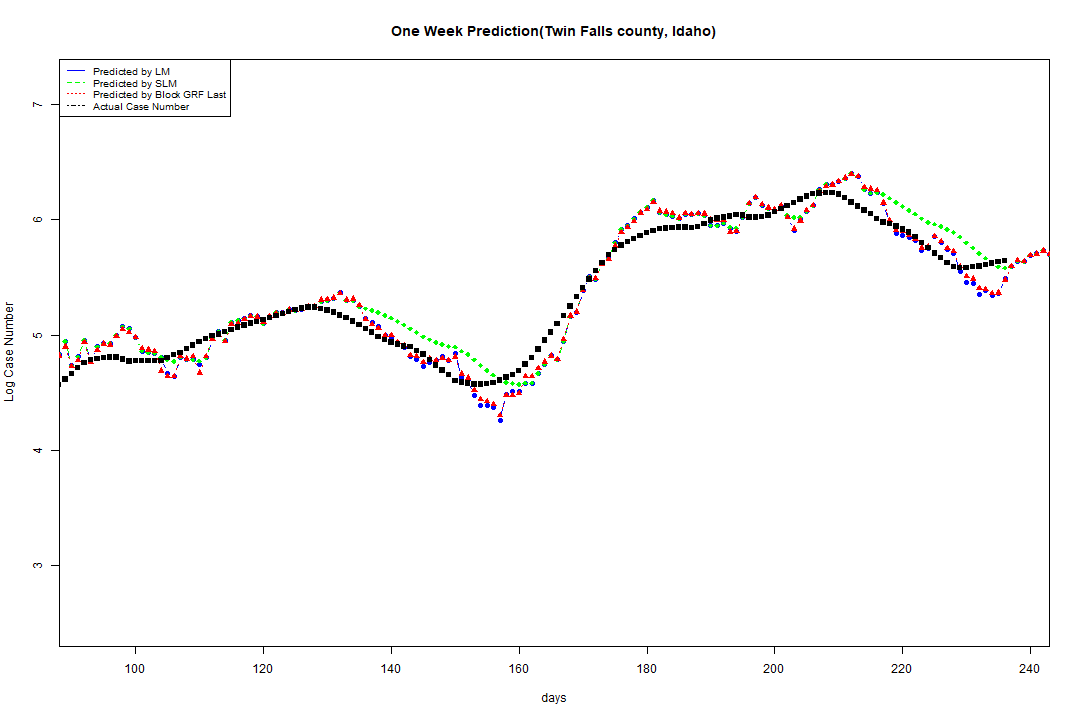 One Week Prediction(Twin Falls county, Idaho)
Predicted by LM
Predicted by SLM
Predicted by Block GRF Last
Actual Case Number
7
6
5
4
3
Log Case Number
100 120 140 160 180 200 220 240
days